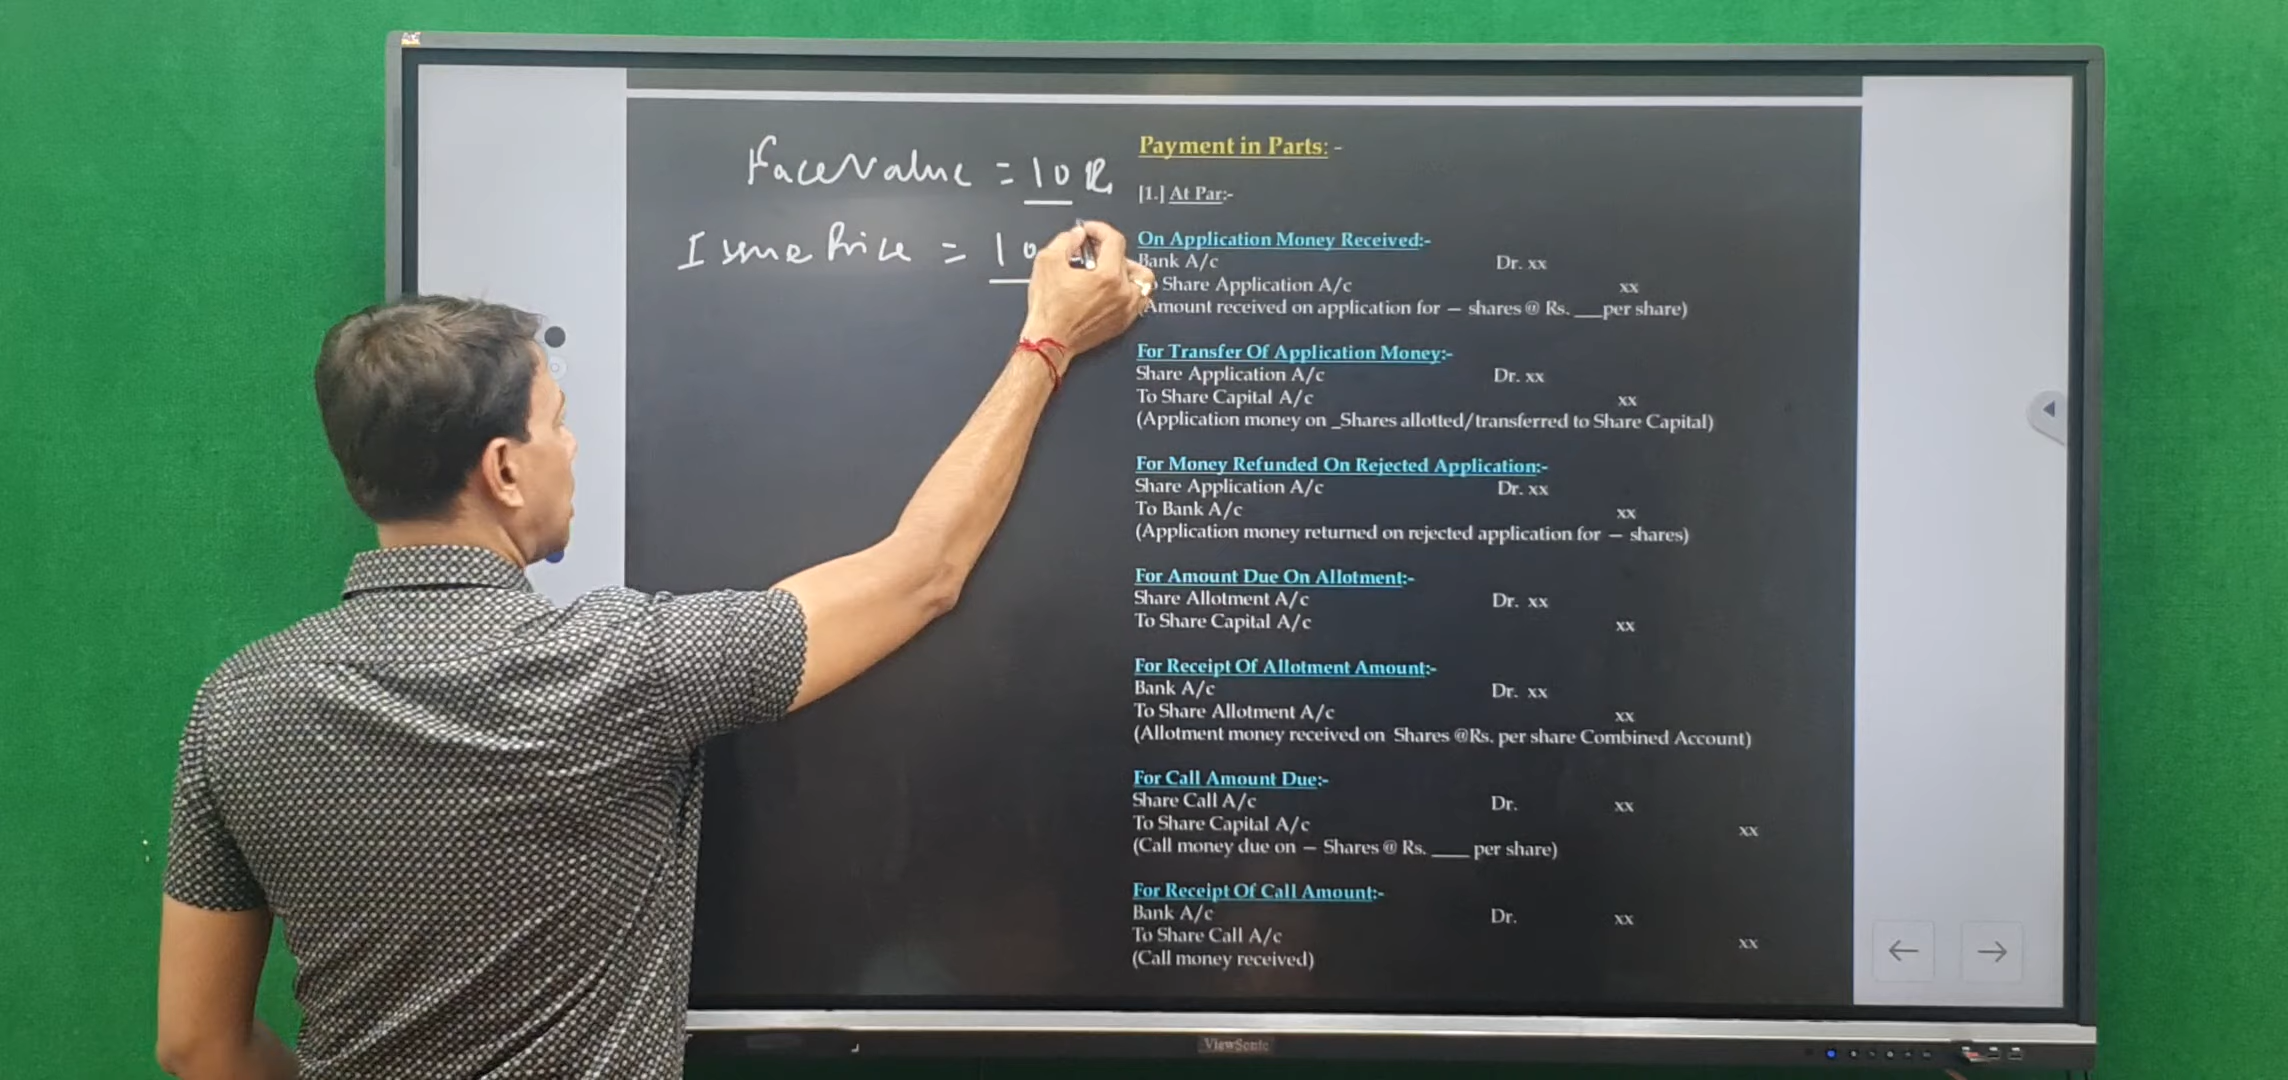 Face Value = 10 R
Issue Price = 10
Payment in Parts: -
[1.] At Par:-
On Application Money Received:-
Bank A/c Dr. xx
Share Application A/c xx
(Amount received on application for – shares @ Rs. ___per share)
For Transfer Of Application Money:-
Share Application A/c Dr. xx
To Share Capital A/c xx
(Application money on _Shares allotted/transferred to Share Capital)
For Money Refunded On Rejected Application:-
Share Application A/c Dr. xx
To Bank A/c xx
(Application money returned on rejected application for – shares)
For Amount Due On Allotment:-
Share Allotment A/c Dr. xx
To Share Capital A/c xx
For Receipt Of Allotment Amount:-
Bank A/c Dr. xx
To Share Allotment A/c xx
(Allotment money received on Shares @Rs. per share Combined Account)
For Call Amount Due:-
Share Call A/c Dr. xx
To Share Capital A/c xx
(Call money due on – Shares @ Rs. ____ per share)
For Receipt Of Call Amount:-
Bank A/c Dr. xx
To Share Call A/c xx
(Call money received)
ViewSonic